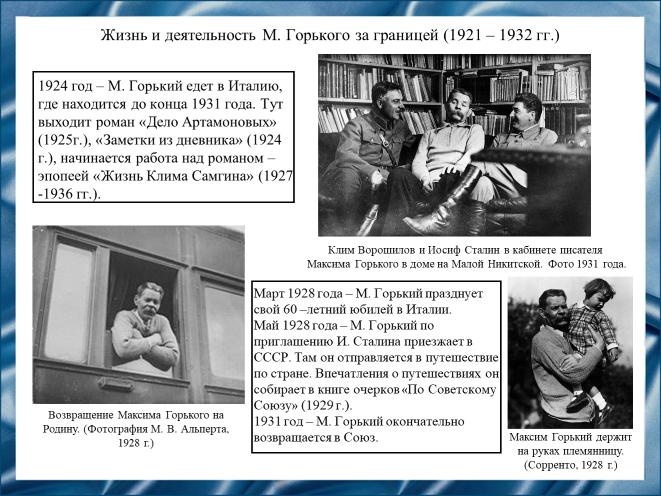 Жизнь и деятельность М. Горького за границей (1921 – 1932 гг.)
1924 год – М. Горький едет в Италию,
где находится до конца 1931 года. Тут
выходит роман «Дело Артамоновых»
(1925г.), «Заметки из дневника» (1924
г.), начинается работа над романом –
эпопеей «Жизнь Клима Самгина» (1927
-1936 гг.).
Клим Ворошилов и Иосиф Сталин в кабинете писателя
Максима Горького в доме на Малой Никитской. Фото 1931 года.
Возвращение Максима Горького на
Родину. (Фотография М. В. Альперта,
1928 г.)
Март 1928 года – М. Горький празднует
свой 60 –летний юбилей в Италии.
Май 1928 года – М. Горький по
приглашению И. Сталина приезжает в
СССР. Там он отправляется в путешествие
по стране. Впечатления о путешествиях он
собирает в книге очерков «По Советскому
Союзу» (1929 г.).
1931 год – М. Горький окончательно
возвращается в Союз.
Максим Горький держит
на руках племянницу.
(Сорренто, 1928 г.)